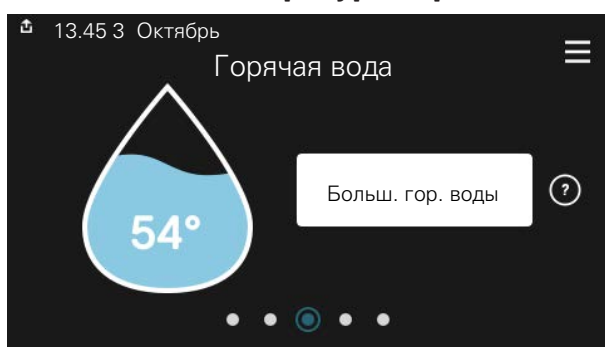 13.45 3 Октябрь
Горячая вода
Больш. гор. воды
?
54°